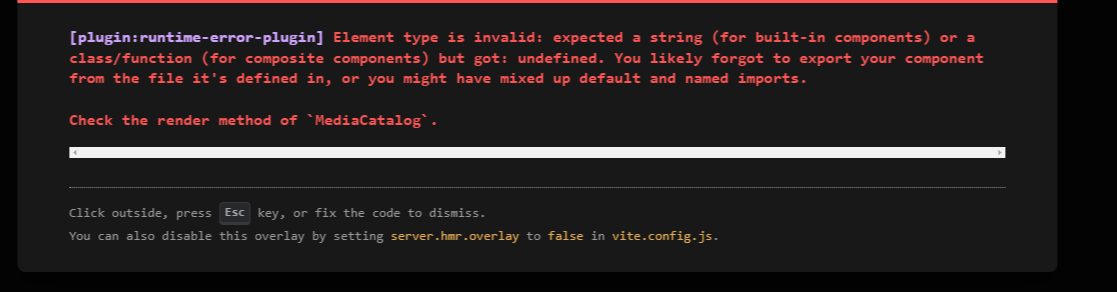 [plugin:runtime-error-plugin] Element type is invalid: expected a string (for built-in components) or a
class/function (for composite components) but got: undefined. You likely forgot to export your component
from the file it's defined in, or you might have mixed up default and named imports.
Check the render method of `MediaCatalog`.
Click outside, press Esc key, or fix the code to dismiss.
You can also disable this overlay by setting server.hmr.overlay to false in vite.config.js.